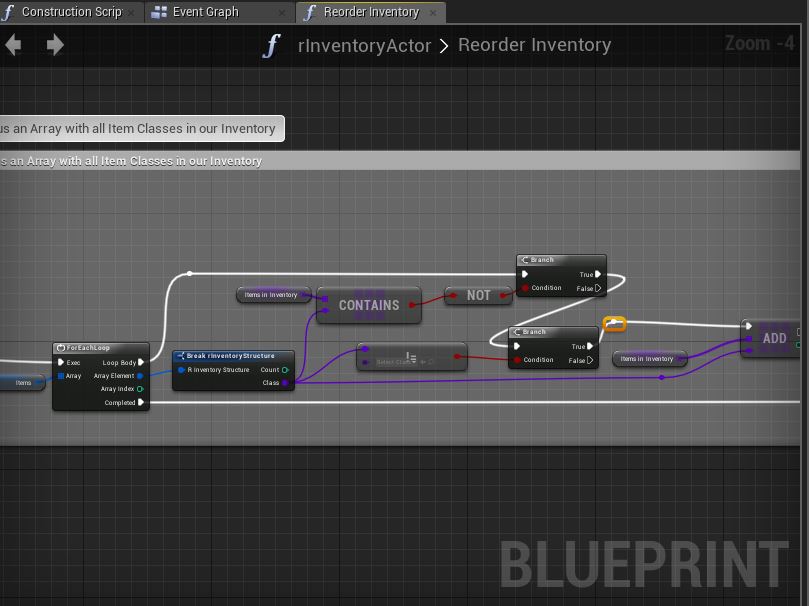 Construction Scrip
Event Graph
Reorder Inventory
rInventoryActor > Reorder Inventory
Zoom -4
us an Array with all Item Classes in our Inventory
s an Array with all Item Classes in our Inventory
Branch
True
Condition
False
Items in Inventory
CONTAINS
NOT
Branch
True
Condition
False
Items in Inventory
ADD
!=
ForEachLoop
Exec
Loop Body
Array
Array Element
Array Index
Completed
Items
Break rInventoryStructure
R Inventory Structure
Count
Class
BLUEPRINT